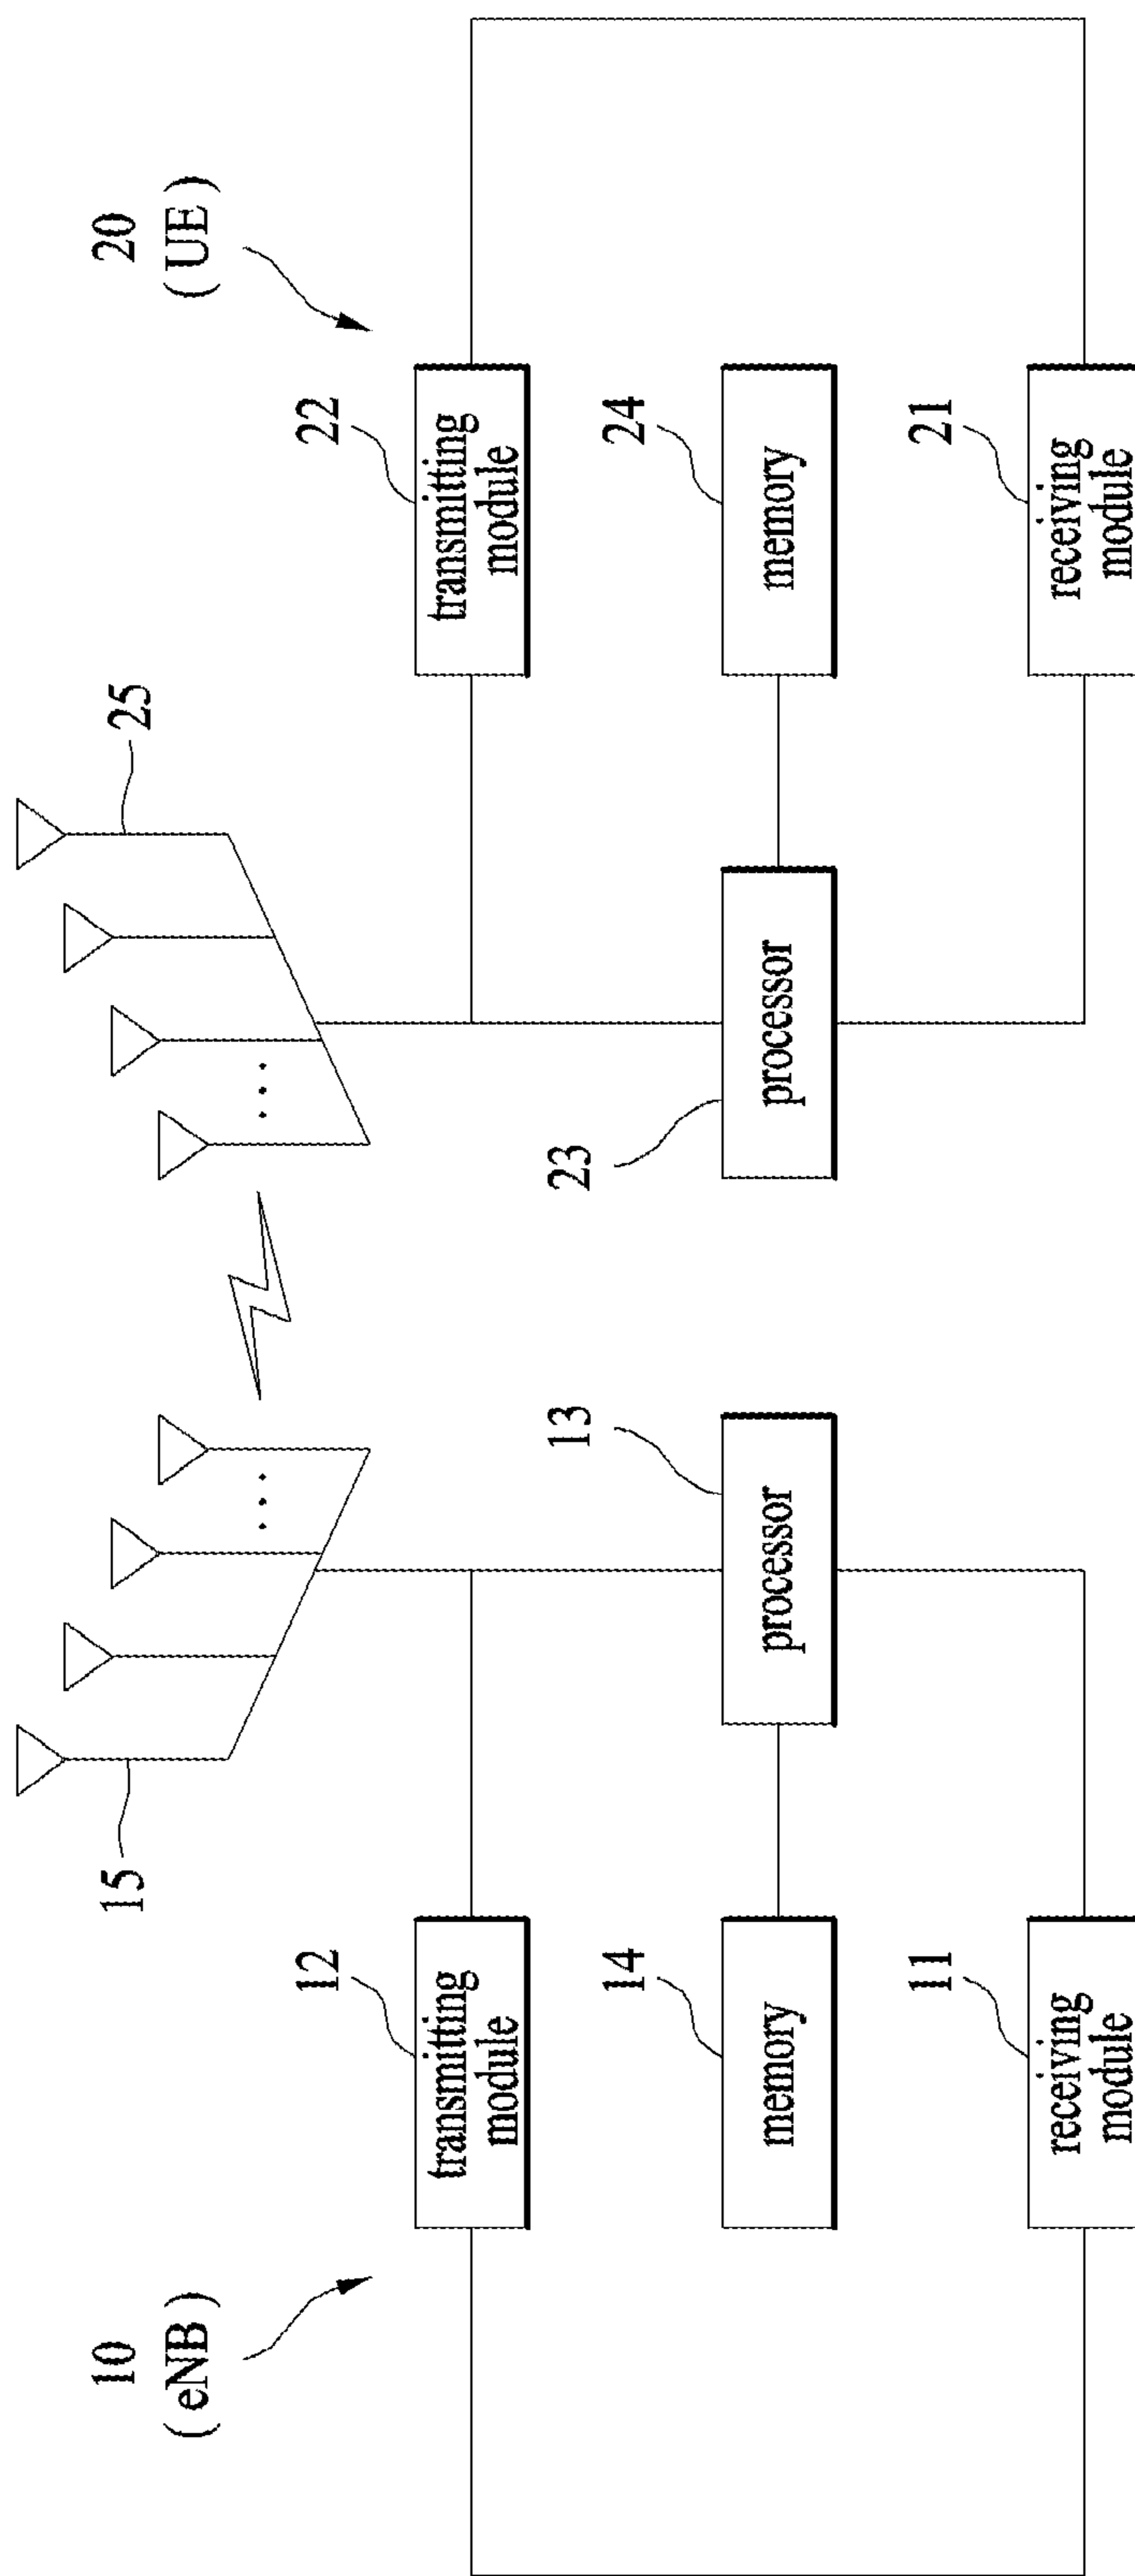 10
( eNB )
15
12
transmitting
module
14
memory
13
processor
11
receiving
module
20
( UE )
25
22
transmitting
module
23
processor
24
memory
21
receiving
module